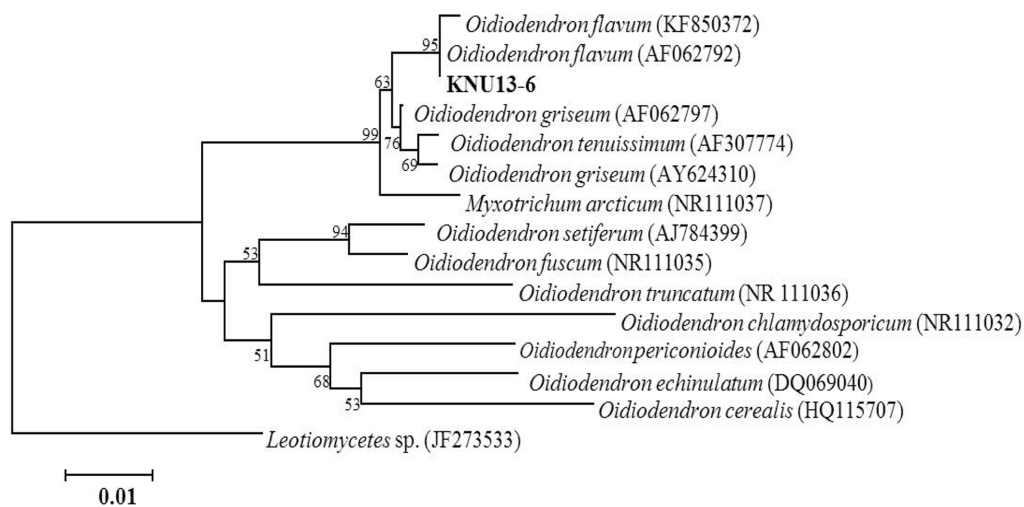 Oidiodendron flavum (KF850372)
95
Oidiodendron flavum (AF062792)
KNU13-6
63
Oidiodendron griseum (AF062797)
99
76
Oidiodendron tenuissimum (AF307774)
69
Oidiodendron griseum (AY624310)
Myxotrichum arcticum (NR111037)
94
Oidiodendron setiferum (AJ784399)
53
Oidiodendron fuscum (NR111035)
Oidiodendron truncatum (NR 111036)
Oidiodendron chlamydosporicum (NR111032)
51
Oidiodendronpericonioides (AF062802)
68
Oidiodendron echinulatum (DQ069040)
53
Oidiodendron cerealis (HQ115707)
Leotiomycetes sp. (JF273533)
0.01